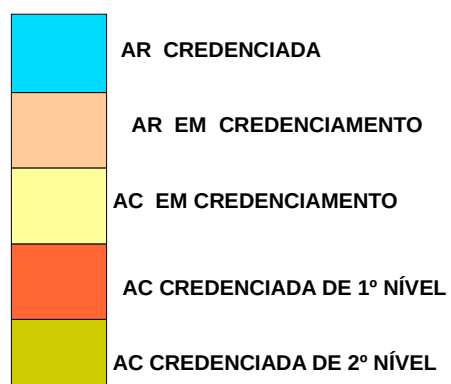 AR CREDENCIADA
AR EM CREDENCIAMENTO
AC EM CREDENCIAMENTO
AC CREDENCIADA DE 1º NÍVEL
AC CREDENCIADA DE 2º NÍVEL